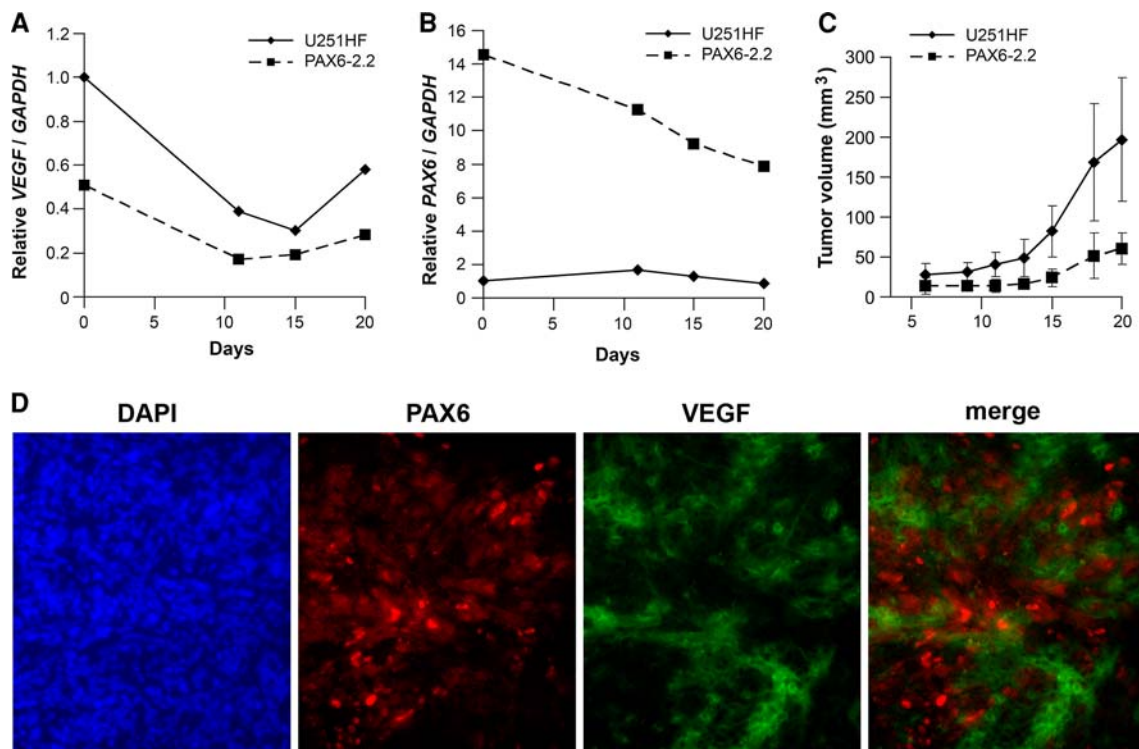 A
U251HF
PAX6-2.2
Relative VEGF / GAPDH
1.2
1.0
0.8
0.6
0.4
0.2
0
0 5 10 15 20
Days
B
U251HF
PAX6-2.2
Relative PAX6 / GAPDH
16
14
12
10
8
6
4
2
0
0 5 10 15 20
Days
C
U251HF
PAX6-2.2
Tumor volume (mm3)
300
250
200
150
100
50
0
5 10 15 20
D
DAPI PAX6 VEGF merge